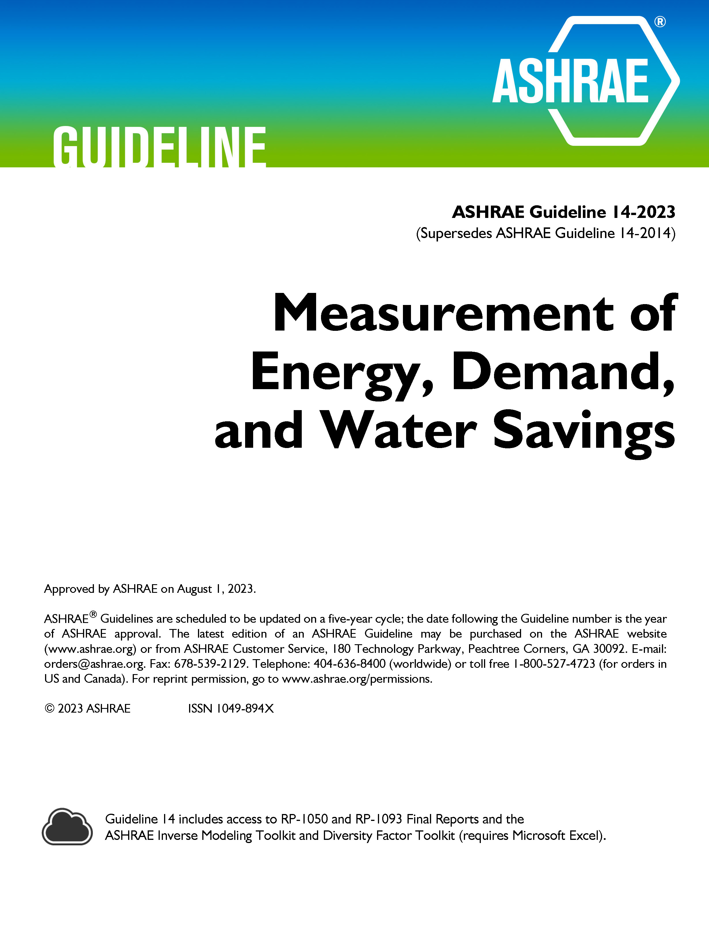 ®
ASHRAE
GUIDELINE
ASHRAE Guideline 14-2023
(Supersedes ASHRAE Guideline 14-2014)
Measurement of
Energy, Demand,
and Water Savings
Approved by ASHRAE on August 1, 2023.
ASHRAE® Guidelines are scheduled to be updated on a five-year cycle; the date following the Guideline number is the year
of ASHRAE approval. The latest edition of an ASHRAE Guideline may be purchased on the ASHRAE website
(www.ashrae.org) or from ASHRAE Customer Service, 180 Technology Parkway, Peachtree Corners, GA 30092. E-mail:
orders@ashrae.org. Fax: 678-539-2129. Telephone: 404-636-8400 (worldwide) or toll free 1-800-527-4723 (for orders in
US and Canada). For reprint permission, go to www.ashrae.org/permissions.
© 2023 ASHRAE ISSN 1049-894X
Guideline 14 includes access to RP-1050 and RP-1093 Final Reports and the
ASHRAE Inverse Modeling Toolkit and Diversity Factor Toolkit (requires Microsoft Excel).